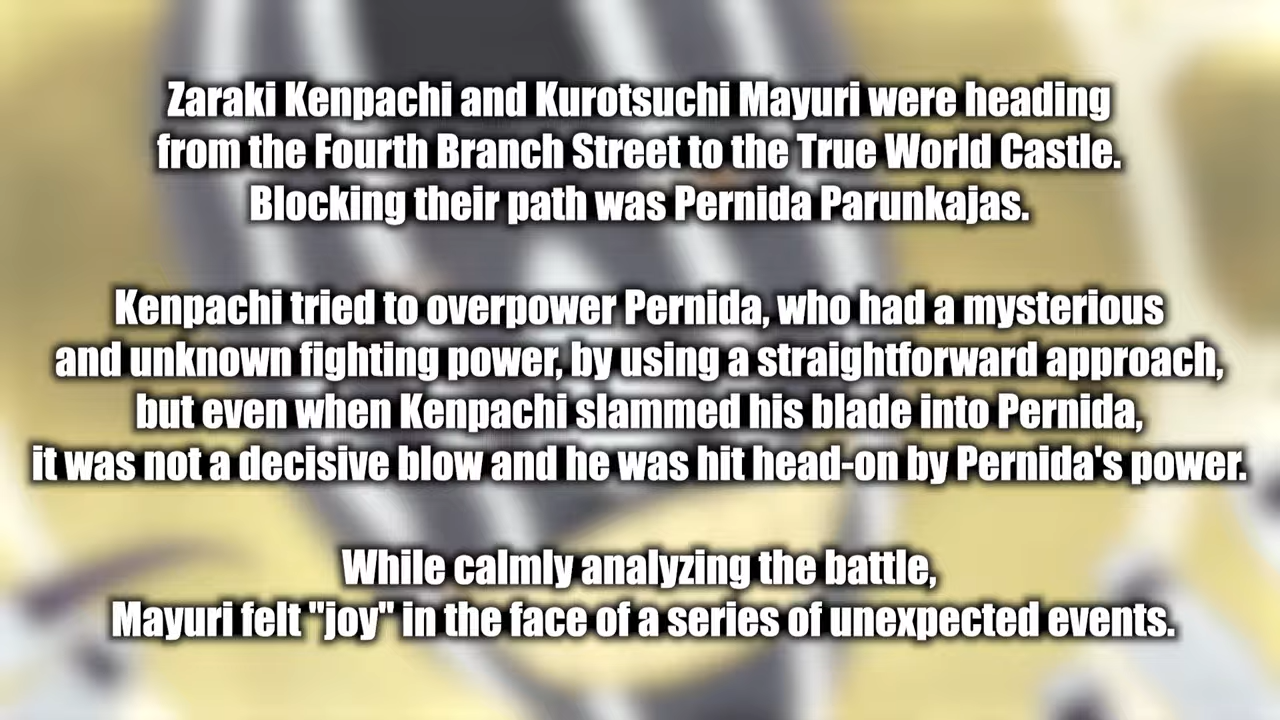 Zaraki Kenpachi and Kurotsuchi Mayuri were heading
from the Fourth Branch Street to the True World Castle.
Blocking their path was Pernida Parunkajas.
Kenpachi tried to overpower Pernida, who had a mysterious
and unknown fighting power, by using a straightforward approach,
but even when Kenpachi slammed his blade into Pernida,
it was not a decisive blow and he was hit head-on by Pernida's power.
While calmly analyzing the battle,
Mayuri felt "joy" in the face of a series of unexpected events.